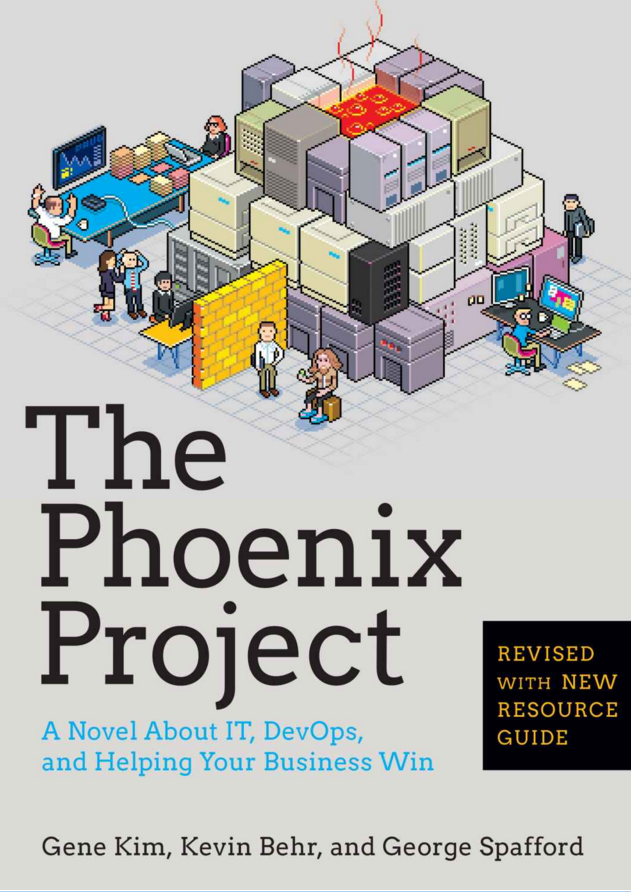 The
Phoenix
Project
A Novel About IT, DevOps,
and Helping Your Business Win
REVISED
WITH NEW
RESOURCE
GUIDE
Gene Kim, Kevin Behr, and George Spafford